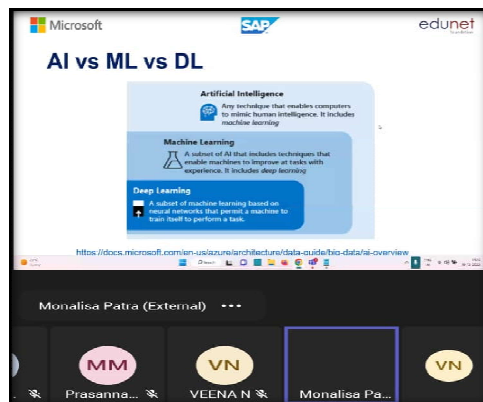 Microsoft
SAP
edunet
AI vs ML vs DL
Artificial Intelligence
Any technique that enables computers
to mimic human intelligence. It includes
machine learning
Machine Learning
A subset of AI that includes techniques that
enable machines to improve at tasks with
experience. It includes deep learning
Deep Learning
A subset of machine learning based on
neural networks that permit a machine to
train itself to perform a task.
https://docs.microsoft.com/en-us/azure/architecture/data-guide/big-data/ai-overview
Monalisa Patra (External) •••
MM
VN
VN
Prasanna...
VEENA N
Monalisa Pa...